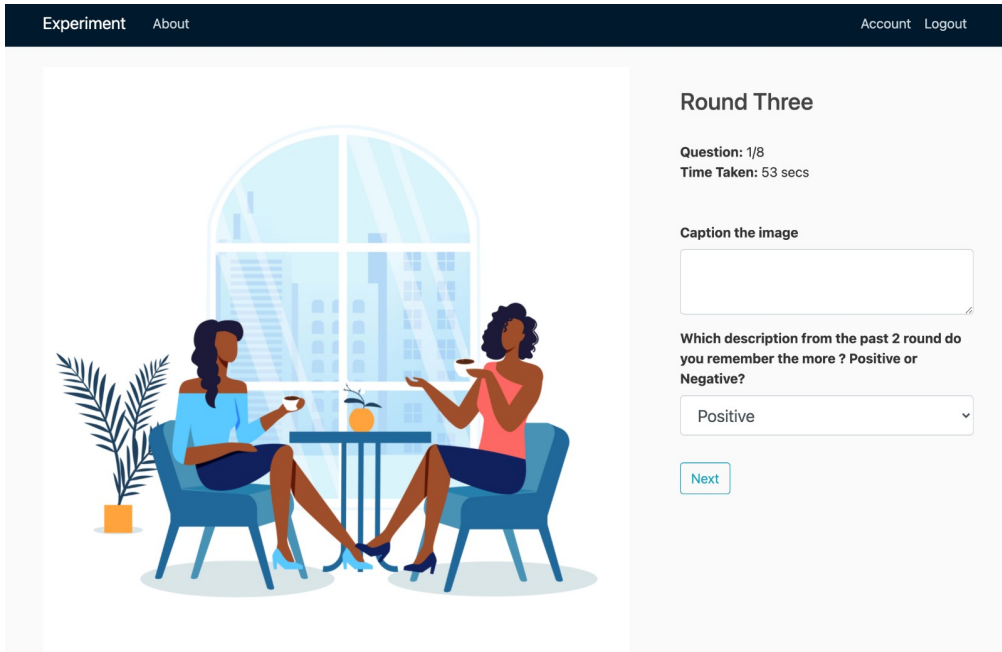 Experiment About Account Logout
Round Three
Question: 1/8
Time Taken: 53 secs
Caption the image
Which description from the past 2 round do
you remember the more ? Positive or
Negative?
Positive
Next